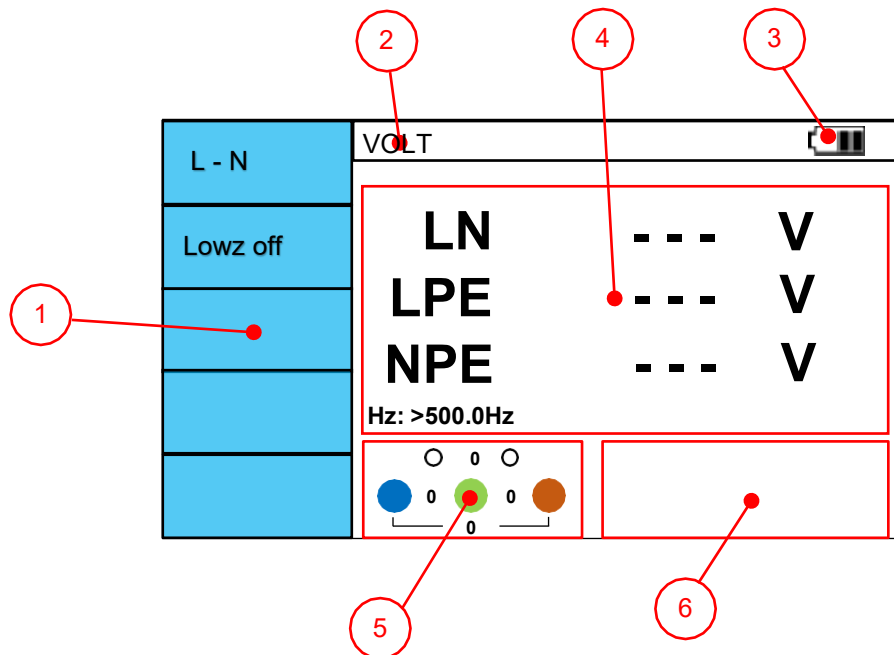 2
4
3
L - N
VOLT
Lowz off
LN --- V
1
LPE --- V
NPE --- V
Hz: >500.0Hz
0
0 0
0
5
6